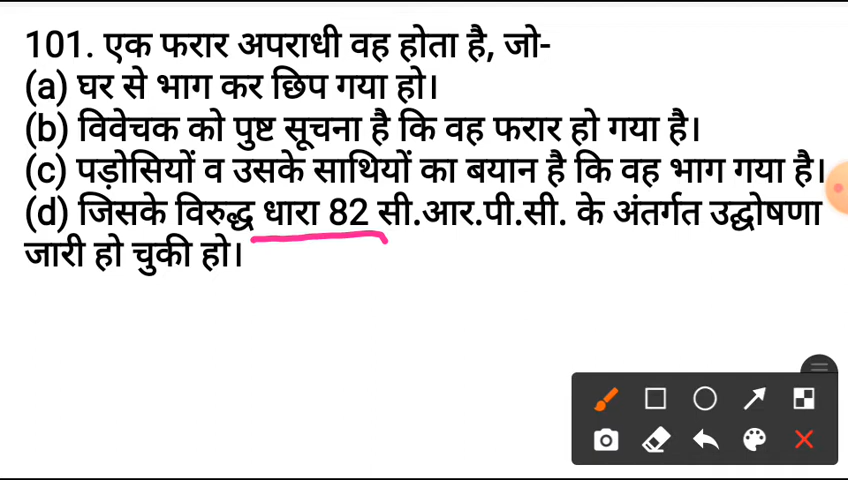 101. एक फरार अपराधी वह होता है, जो-
(a) घर से भाग कर छिप गया हो।
(b) विवेचक को पुष्ट सूचना है कि वह फरार हो गया है।
(c) पड़ोसियों व उसके साथियों का बयान है कि वह भाग गया है।
(d) जिसके विरुद्ध धारा 82 सी.आर.पी.सी. के अंतर्गत उद्घोषणा
जारी हो चुकी हो।